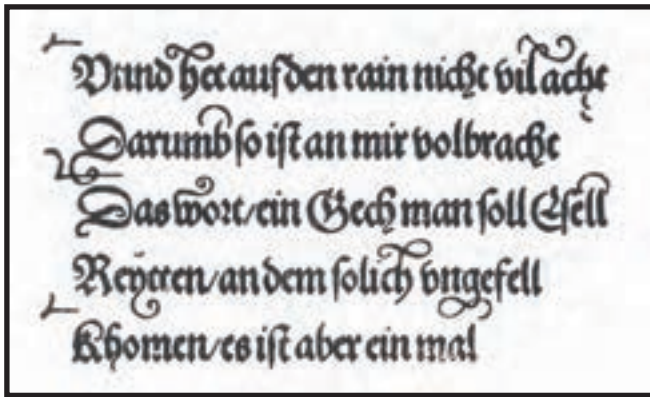 Vnnd het auf den rain nicht vil acht
Darumb so ist an mir volbracht
Das wort/ein Gech man soll Esell
Reytten/an dem solich vngefell
Khomen/es ist aber ein mal